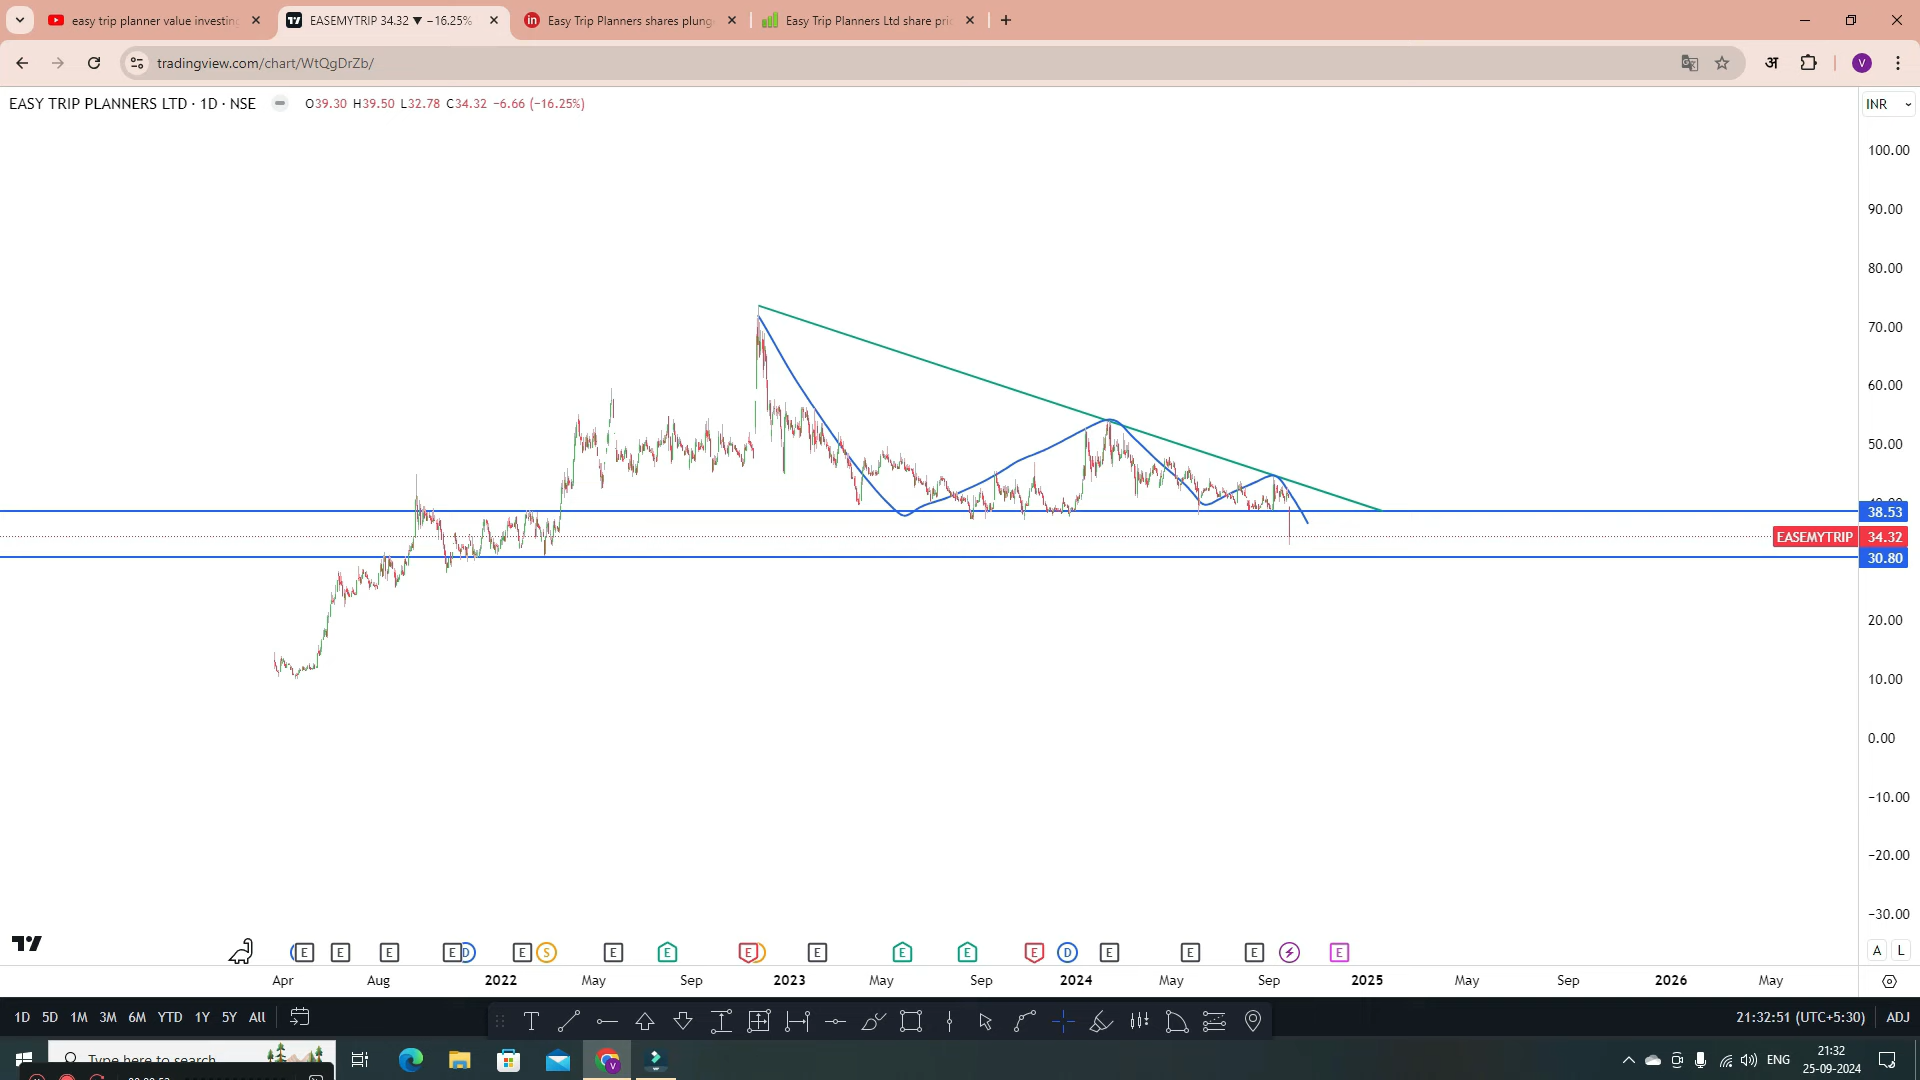 easy trip planner value investin
EASEMYTRIP 34.32 ▼ −16.25%
in
Easy Trip Planners shares plung
Easy Trip Planners Ltd share pri
tradingview.com/chart/WtQgDrZb/
अ
V
EASY TRIP PLANNERS LTD · 1D · NSE
O39.30 H39.50 L32.78 C34.32 −6.66 (−16.25%)
INR
100.00
90.00
80.00
70.00
60.00
50.00
38.53
EASEMYTRIP 34.32
30.80
20.00
10.00
0.00
−10.00
−20.00
−30.00
E E E E D E S E E E E E E E D E E E E
A L
Apr Aug 2022 May Sep 2023 May Sep 2024 May Sep 2025 May Sep 2026 May
1D 5D 1M 3M 6M YTD 1Y 5Y All
T
21:32:51 (UTC+5:30) ADJ
Type here to search
ENG
21:32
25-09-2024